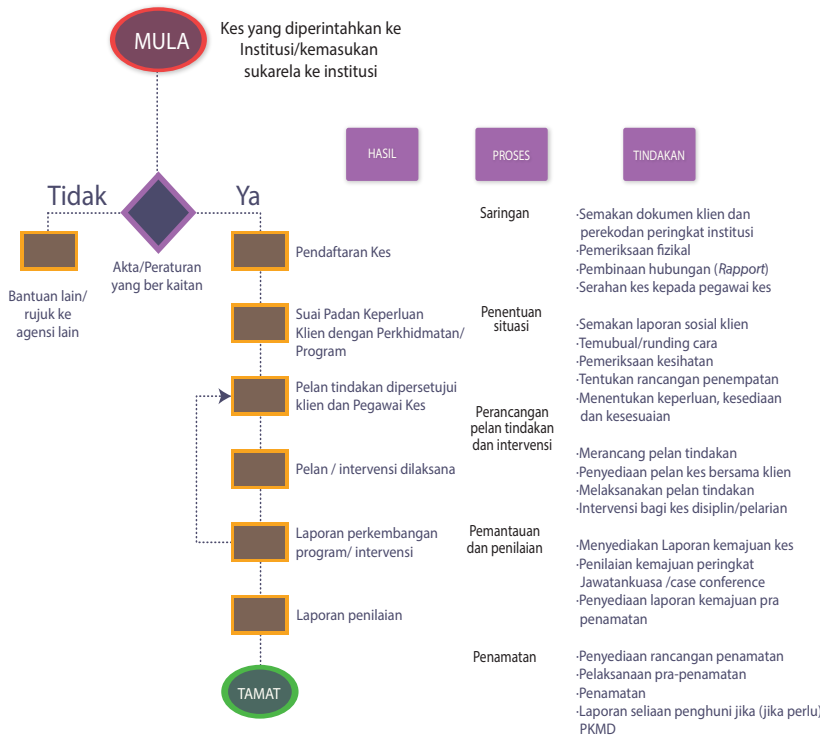 MULA
Kes yang diperintahkan ke
Institusi/kemasukan
sukarela ke institusi
HASIL
PROSES
TINDAKAN
Tidak
Ya
Akta/Peraturan
yang ber kaitan
Bantuan lain/
rujuk ke
agensi lain
Pendaftaran Kes
Suai Padan Keperluan
Klien dengan Perkhidmatan/
Program
Pelan tindakan dipersetujui
klien dan Pegawai Kes
Pelan / intervensi dilaksana
Laporan perkembangan
program/ intervensi
Laporan penilaian
TAMAT
Saringan
Penentuan
situasi
Perancangan
pelan tindakan
dan intervensi
Pemantauan
dan penilaian
Penamatan
·Semakan dokumen klien dan
perekodan peringkat institusi
·Pemeriksaan fizikal
·Pembinaan hubungan (Rapport)
·Serahan kes kepada pegawai kes
·Semakan laporan sosial klien
·Temubual/runding cara
·Pemeriksaan kesihatan
·Tentukan rancangan penempatan
·Menentukan keperluan, kesediaan
dan kesesuaian
·Merancang pelan tindakan
·Penyediaan pelan kes bersama klien
·Melaksanakan pelan tindakan
·Intervensi bagi kes disiplin/pelarian
·Menyediakan Laporan kemajuan kes
·Penilaian kemajuan peringkat
Jawatankuasa /case conference
·Penyediaan laporan kemajuan pra
penamatan
·Penyediaan rancangan penamatan
·Pelaksanaan pra-penamatan
·Penamatan
·Laporan seliaan penghuni jika (jika perlu)
PKMD